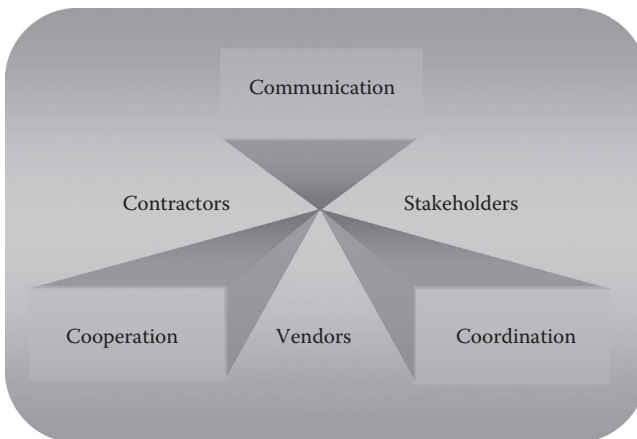 Communication
Contractors
Stakeholders
Cooperation
Vendors
Coordination